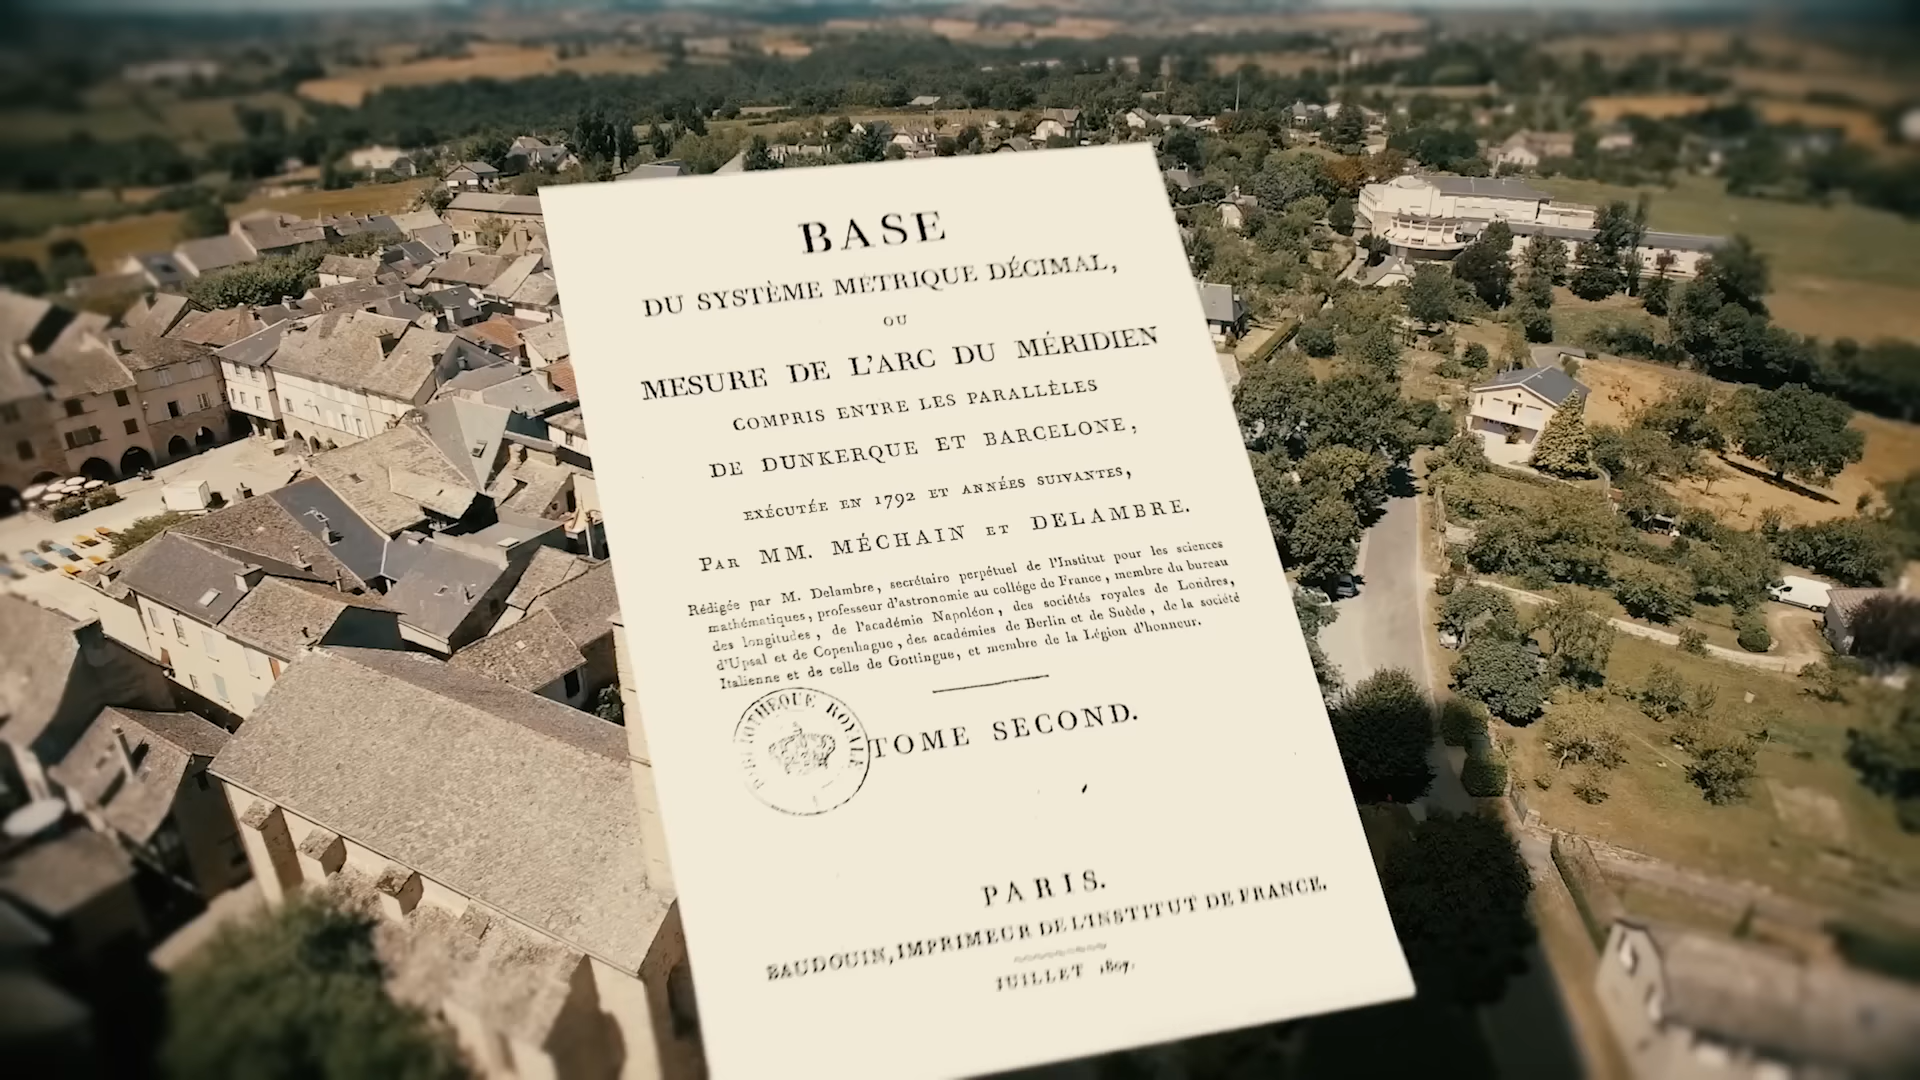 BASE
DU SYSTÈME MÉTRIQUE DÉCIMAL,
OU
MESURE DE L'ARC DU MÉRIDIEN
COMPRIS ENTRE LES PARALLÈLES
DE DUNKERQUE ET BARCELONE,
EXÉCUTÉE EN 1792 ET ANNÉES SUIVANTES,
PAR MM. MÉCHAIN ET DELAMBRE.
Rédigée par M. Delambre, secrétaire perpétuel de l'Institut pour les sciences
mathématiques, professeur d'astronomie au collége de France, membre du bureau
des longitudes, de l'académie Napoléon, des sociétés royales de Londres,
d'Upsal et de Copenhague, des académies de Berlin et de Suède, de la société
Italienne et de celle de Gottingue, et membre de la Légion d'honneur.
BIBLIOTHEQUE ROYALE
TOME SECOND.
PARIS.
BAUDOUIN, IMPRIMEUR DE L'INSTITUT DE FRANCE.
JUILLET 1807.